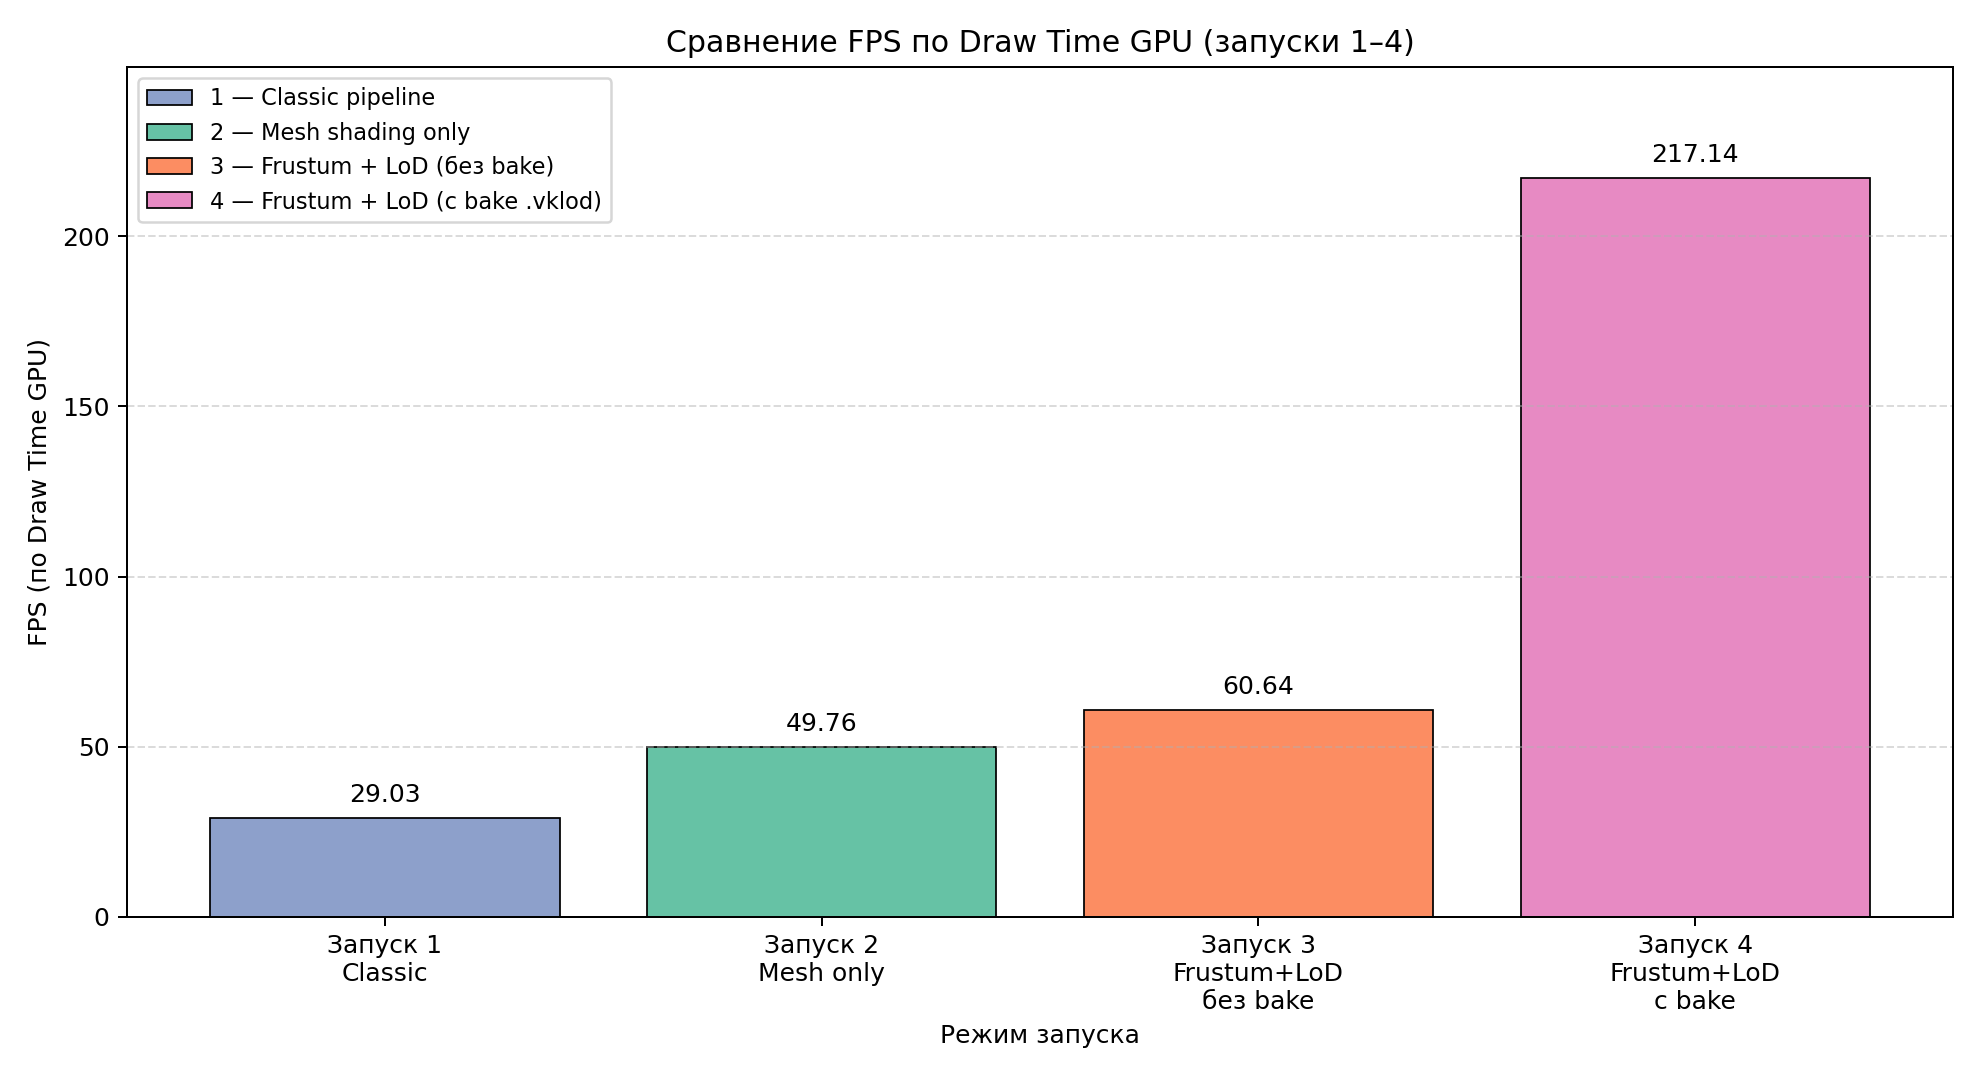 Сравнение FPS по Draw Time GPU (запуски 1–4)
1 — Classic pipeline
2 — Mesh shading only
3 — Frustum + LoD (без bake)
4 — Frustum + LoD (с bake .vklod)
FPS (по Draw Time GPU)
200
150
100
50
0
29.03
49.76
60.64
217.14
Запуск 1
Classic
Запуск 2
Mesh only
Запуск 3
Frustum+LoD
без bake
Запуск 4
Frustum+LoD
с bake
Режим запуска